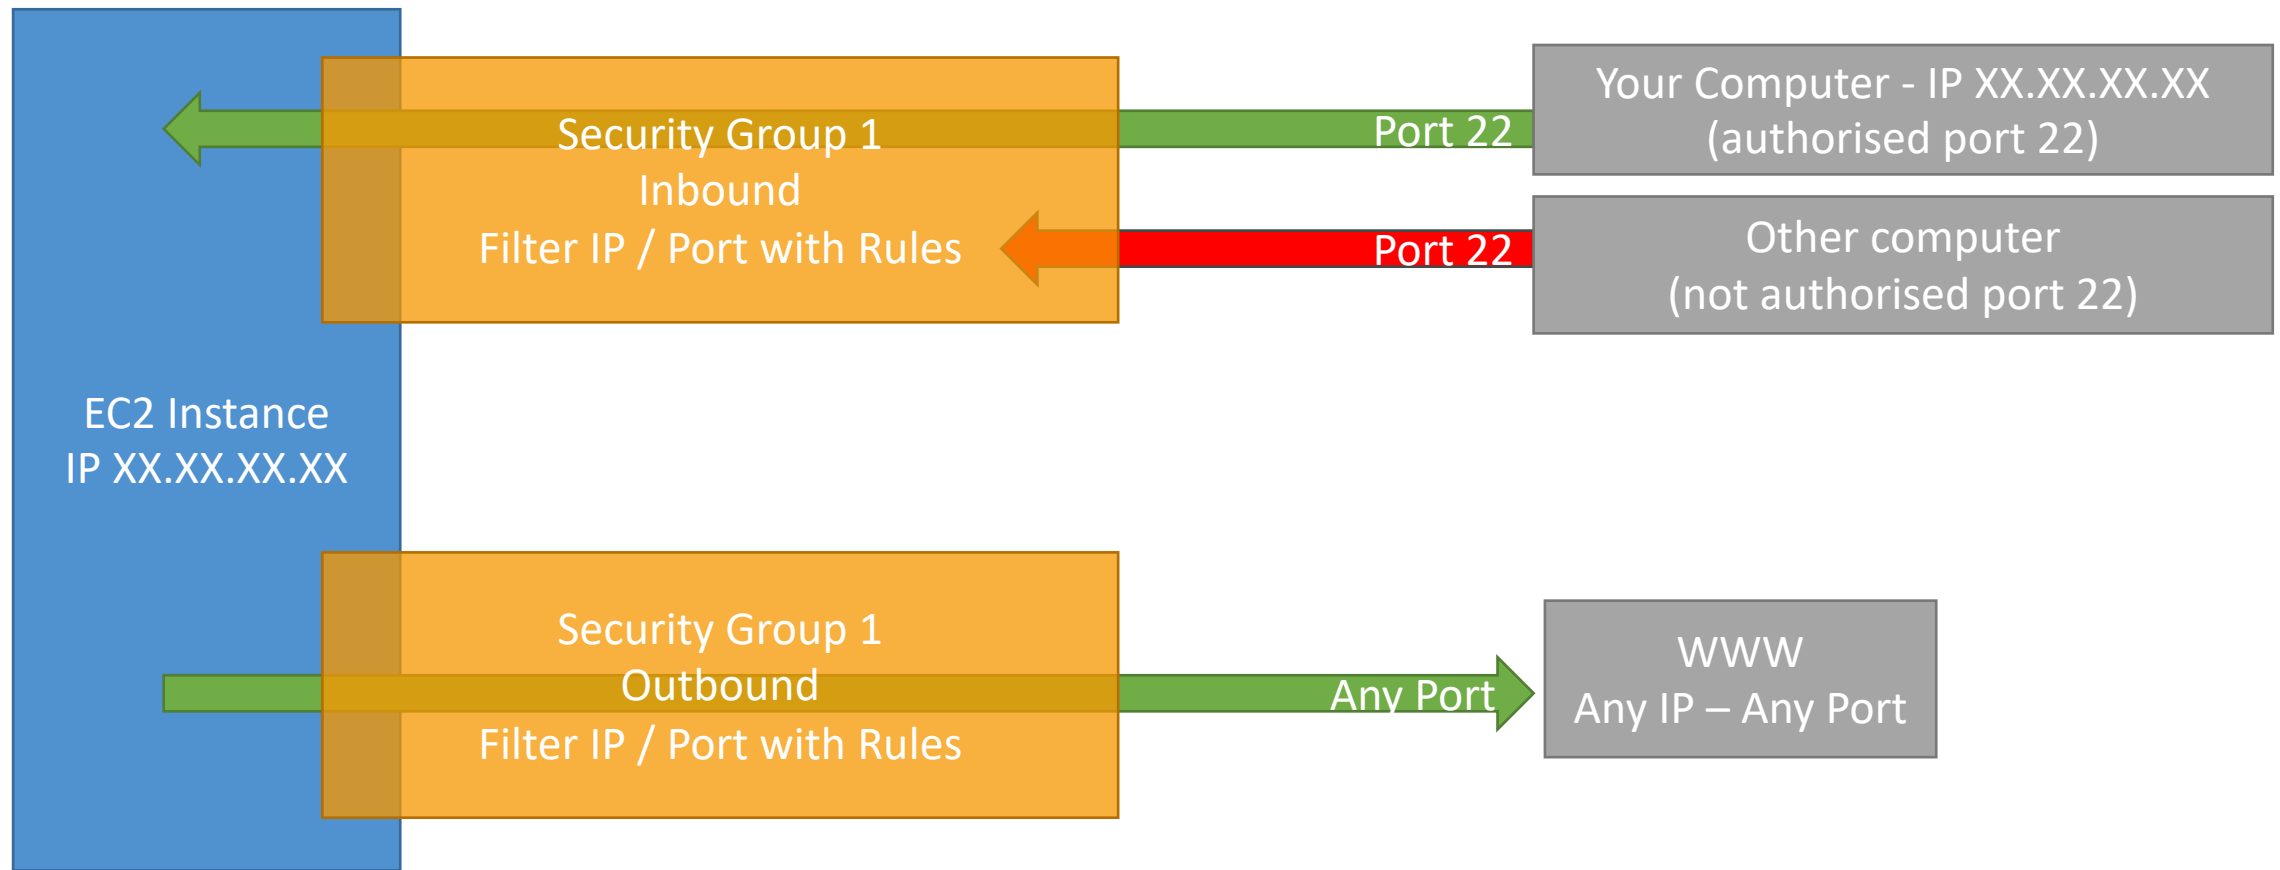 Your Computer - IP XX.XX.XX.XX
(authorised port 22)
Port 22
Security Group 1
Inbound
Filter IP / Port with Rules
Port 22
Other computer
(not authorised port 22)
EC2 Instance
IP XX.XX.XX.XX
Security Group 1
Outbound
Filter IP / Port with Rules
Any Port
WWW
Any IP – Any Port